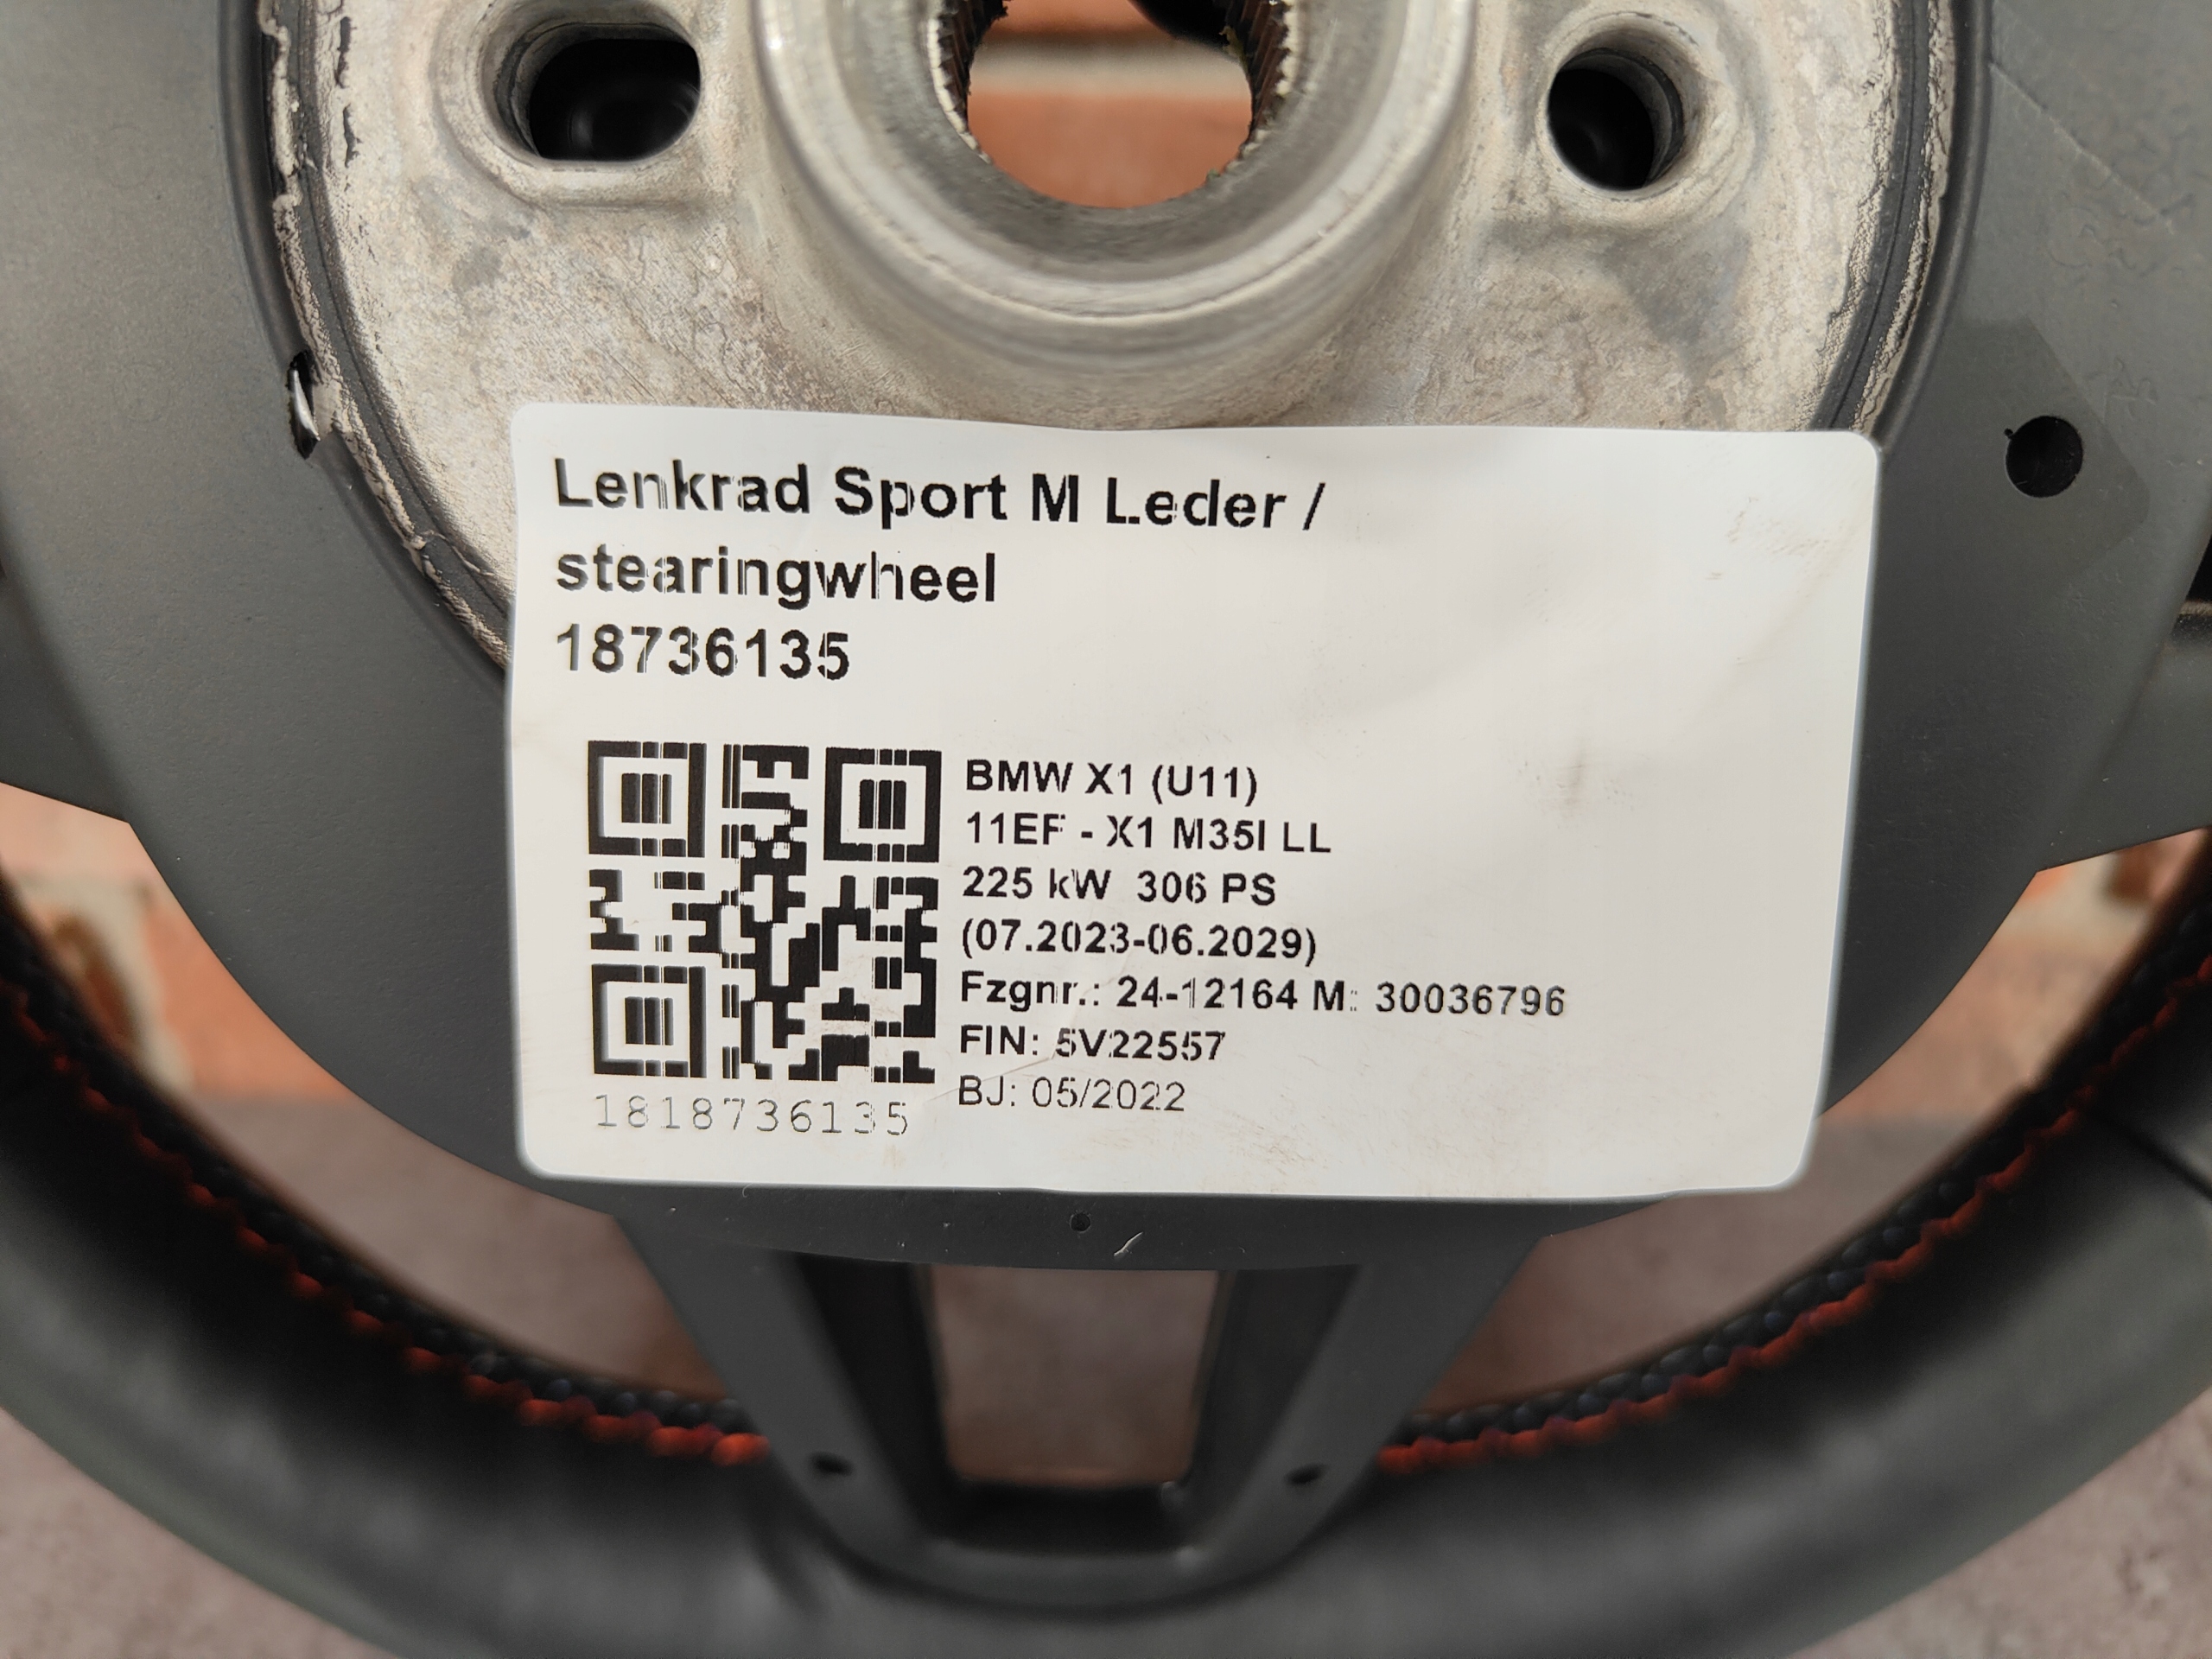 Lenkrad Sport M Leder /
stearingwheel
18736135
BMW X1 (U11)
11EF - X1 M35I LL
225 kW 306 PS
(07.2023-06.2029)
Fzgnr.: 24-12164 M: 30036796
FIN: 5V22557
BJ: 05/2022
1818736135